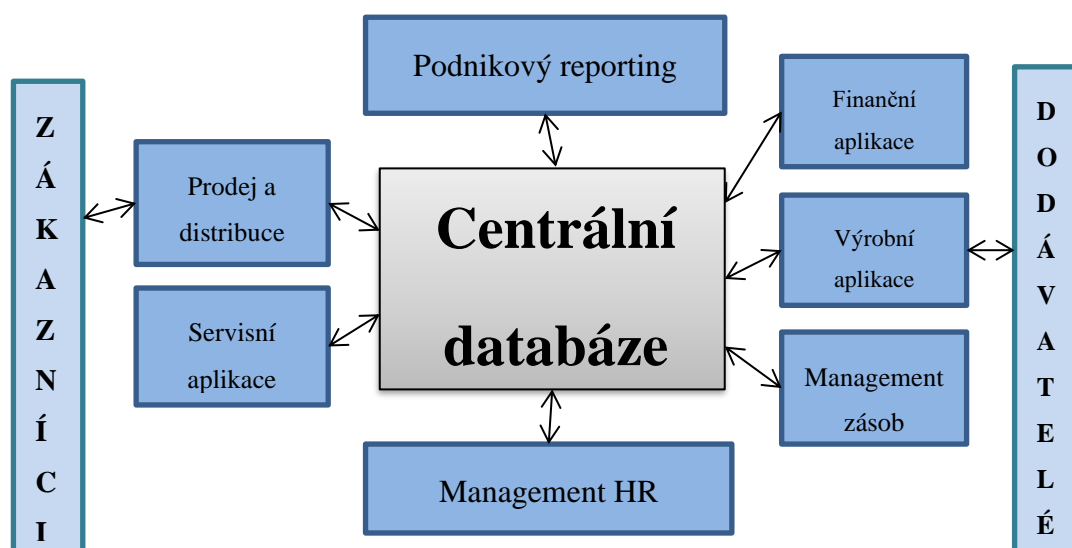 Podnikový reporting
Z
Á
K
A
Z
N
Í
C
I
Prodej a
distribuce
Servisní
aplikace
Centrální
databáze
Management HR
Finanční
aplikace
Výrobní
aplikace
Management
zásob
D
O
D
Á
V
A
T
E
L
É